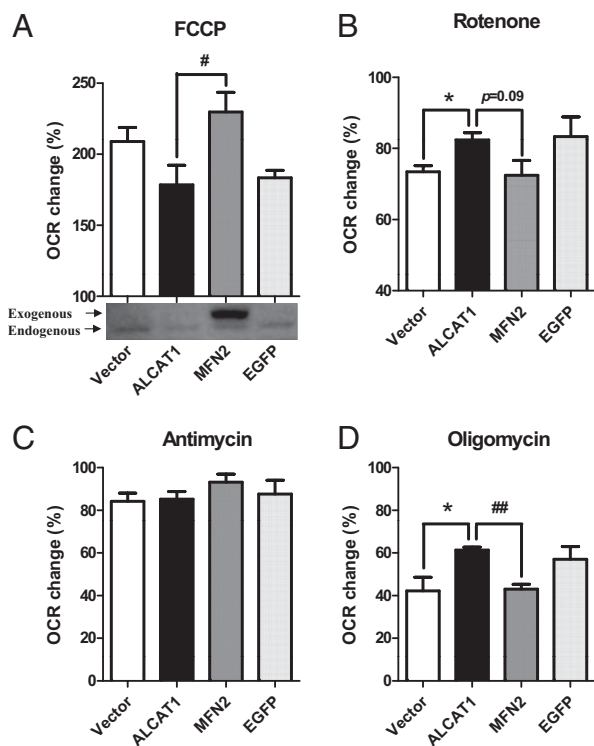 A
FCCP
OCR change (%)
250
200
150
100
#
Exogenous
Endogenous
Vector
ALCAT1
MFN2
EGFP
B
Rotenone
OCR change (%)
100
80
60
40
*
p=0.09
Vector
ALCAT1
MFN2
EGFP
C
Antimycin
OCR change (%)
100
80
60
40
20
0
Vector
ALCAT1
MFN2
EGFP
D
Oligomycin
OCR change (%)
100
80
60
40
20
0
*
##
Vector
ALCAT1
MFN2
EGFP